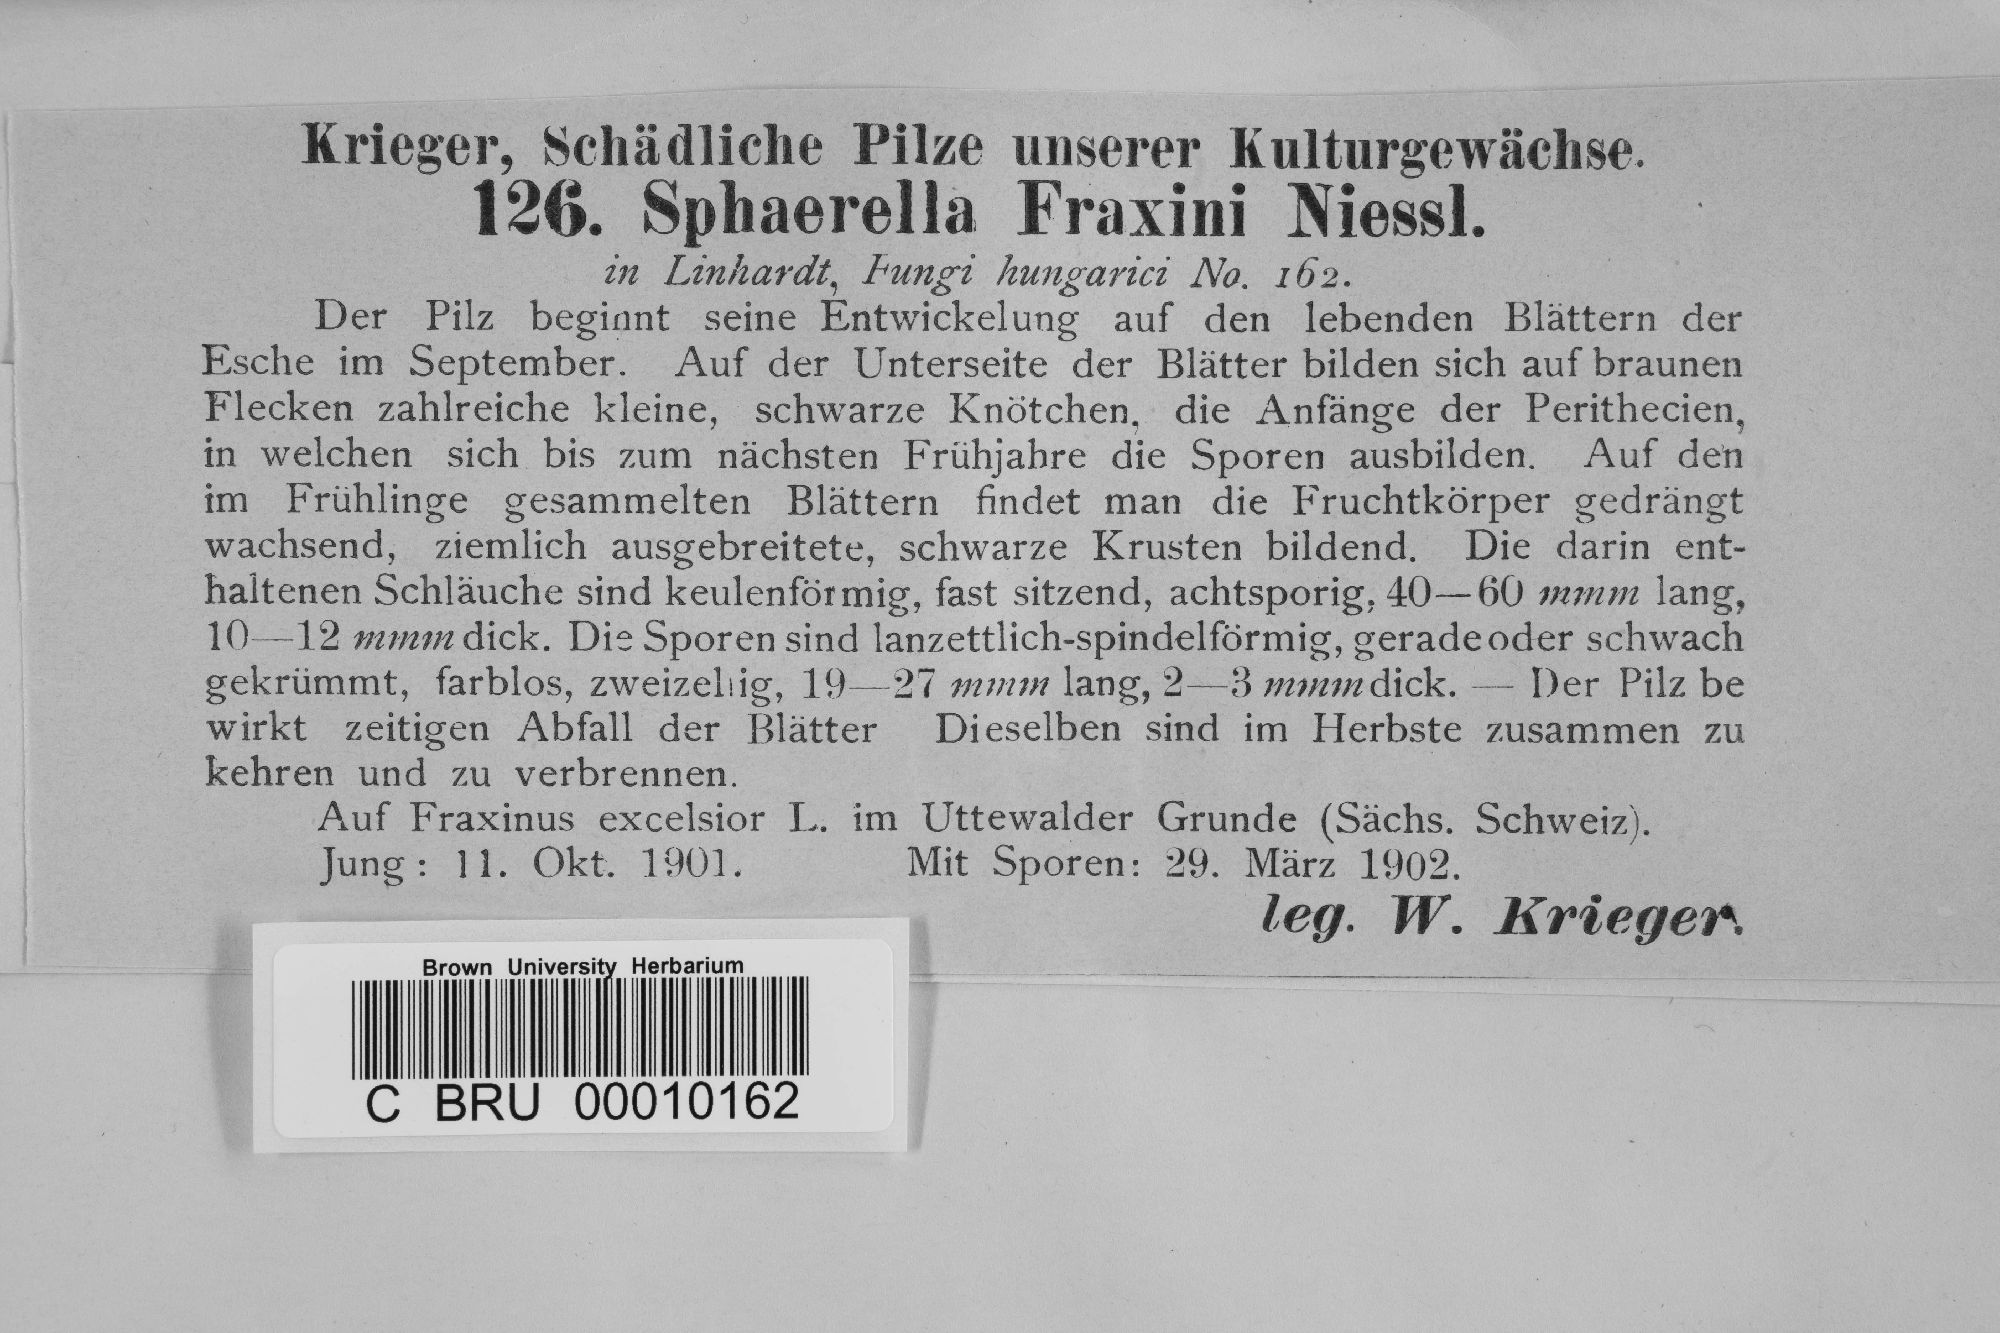 Krieger, Schädliche Pilze unserer Kulturgewächse.
126. Sphaerella Fraxini Niessl.
in Linhardt, Fungi hungarici No. 162.
Der Pilz beginnt seine Entwickelung auf den lebenden Blättern der
Esche im September. Auf der Unterseite der Blätter bilden sich auf braunen
Flecken zahlreiche kleine, schwarze Knötchen, die Anfänge der Perithecien,
in welchen sich bis zum nächsten Frühjahre die Sporen ausbilden. Auf den
im Frühlinge gesammelten Blättern findet man die Fruchtkörper gedrängt
wachsend, ziemlich ausgebreitete, schwarze Krusten bildend. Die darin ent-
haltenen Schläuche sind keulenförmig, fast sitzend, achtsporig, 40—60 mmm lang,
10—12 mmm dick. Die Sporen sind lanzettlich-spindelförmig, gerade oder schwach
gekrümmt, farblos, zweizellig, 19—27 mmm lang, 2—3 mmm dick. — Der Pilz be
wirkt zeitigen Abfall der Blätter Dieselben sind im Herbste zusammen zu
kehren und zu verbrennen.
Auf Fraxinus excelsior L. im Uttewalder Grunde (Sächs. Schweiz).
Jung: 11. Okt. 1901. Mit Sporen: 29. März 1902.
leg. W. Krieger.
Brown University Herbarium
C BRU 00010162